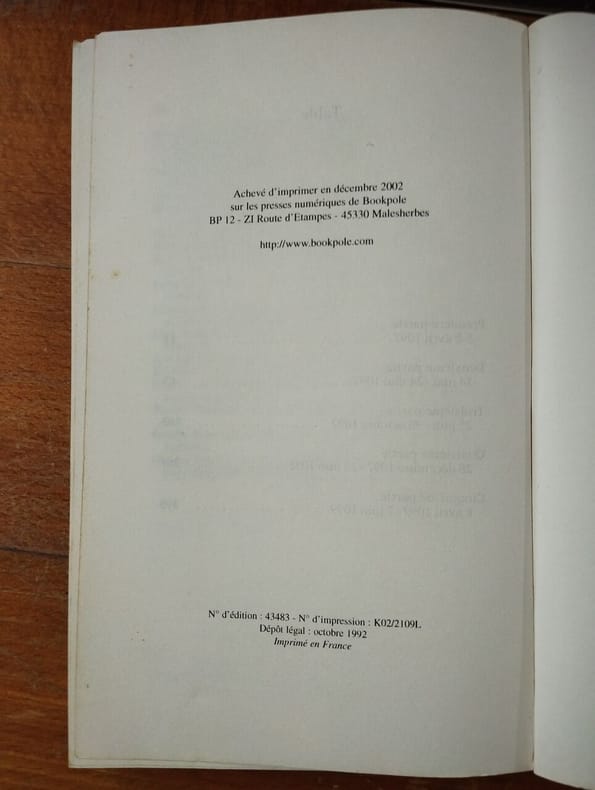 Achevé d'imprimer en décembre 2002
sur les presses numériques de Bookpole
BP 12 - ZI Route d'Etampes - 45330 Malesherbes
http://www.bookpole.com
N° d'édition : 43483 - N° d'impression : K02/2109L
Dépôt légal : octobre 1992
Imprimé en France